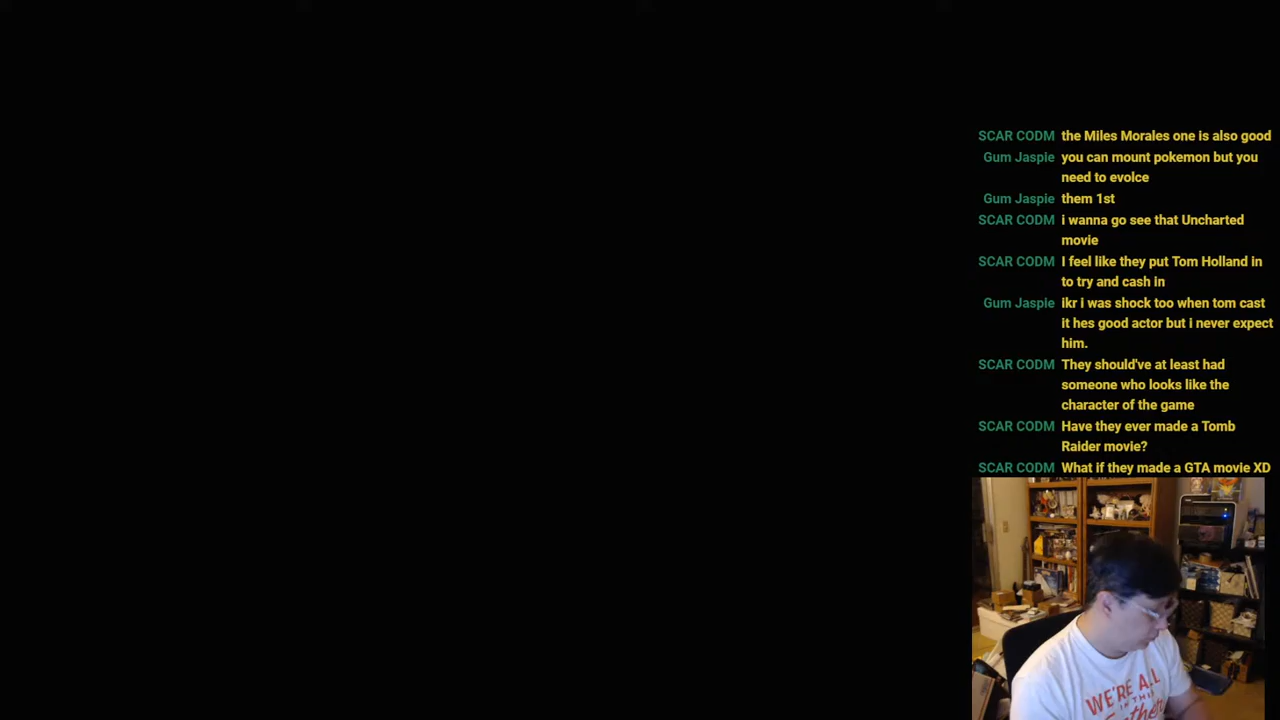 SCAR CODM the Miles Morales one is also good
Gum Jaspie you can mount pokemon but you
need to evolce
Gum Jaspie them 1st
SCAR CODM i wanna go see that Uncharted
movie
SCAR CODM I feel like they put Tom Holland in
to try and cash in
Gum Jaspie ikr i was shock too when tom cast
it hes good actor but i never expect
him.
SCAR CODM They should've at least had
someone who looks like the
character of the game
SCAR CODM Have they ever made a Tomb
Raider movie?
SCAR CODM What if they made a GTA movie XD
WE'RE ALL
IN THIS